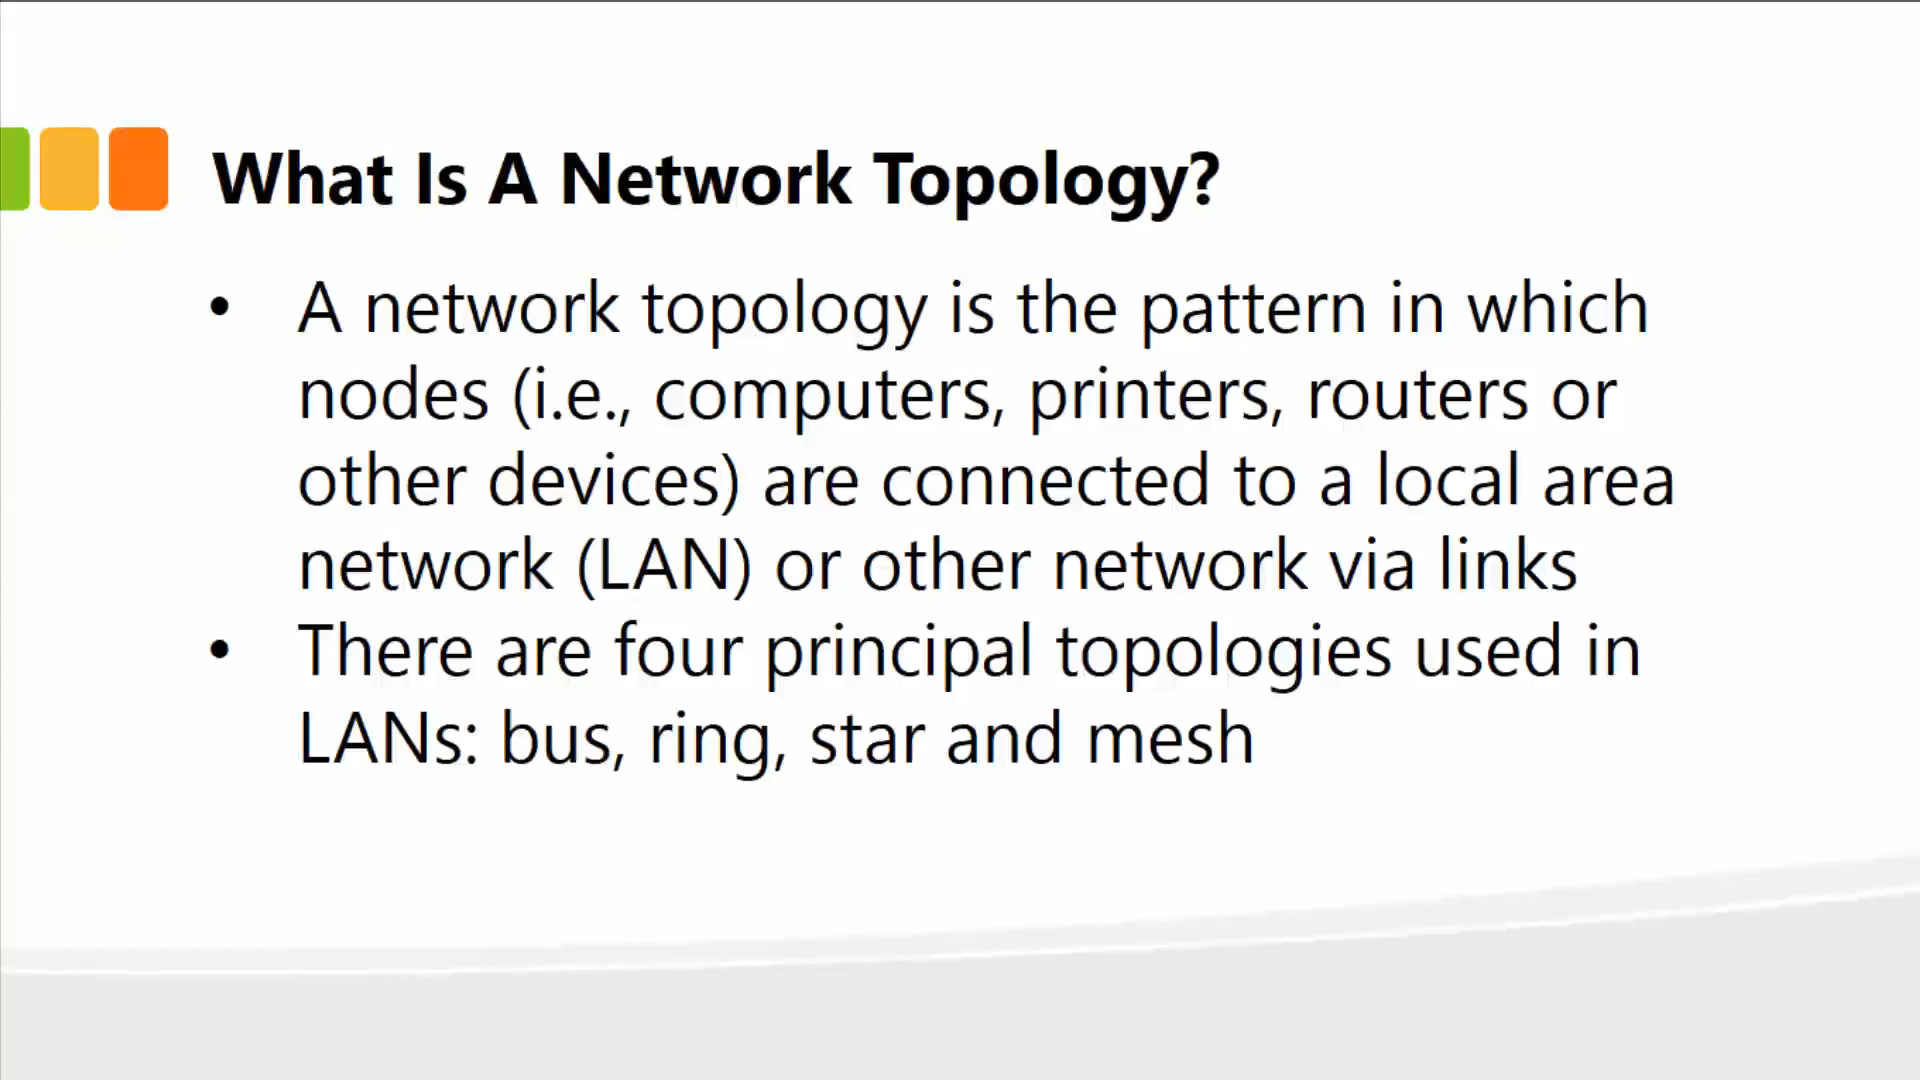 What Is A Network Topology?
• A network topology is the pattern in which
nodes (i.e., computers, printers, routers or
other devices) are connected to a local area
network (LAN) or other network via links
• There are four principal topologies used in
LANs: bus, ring, star and mesh